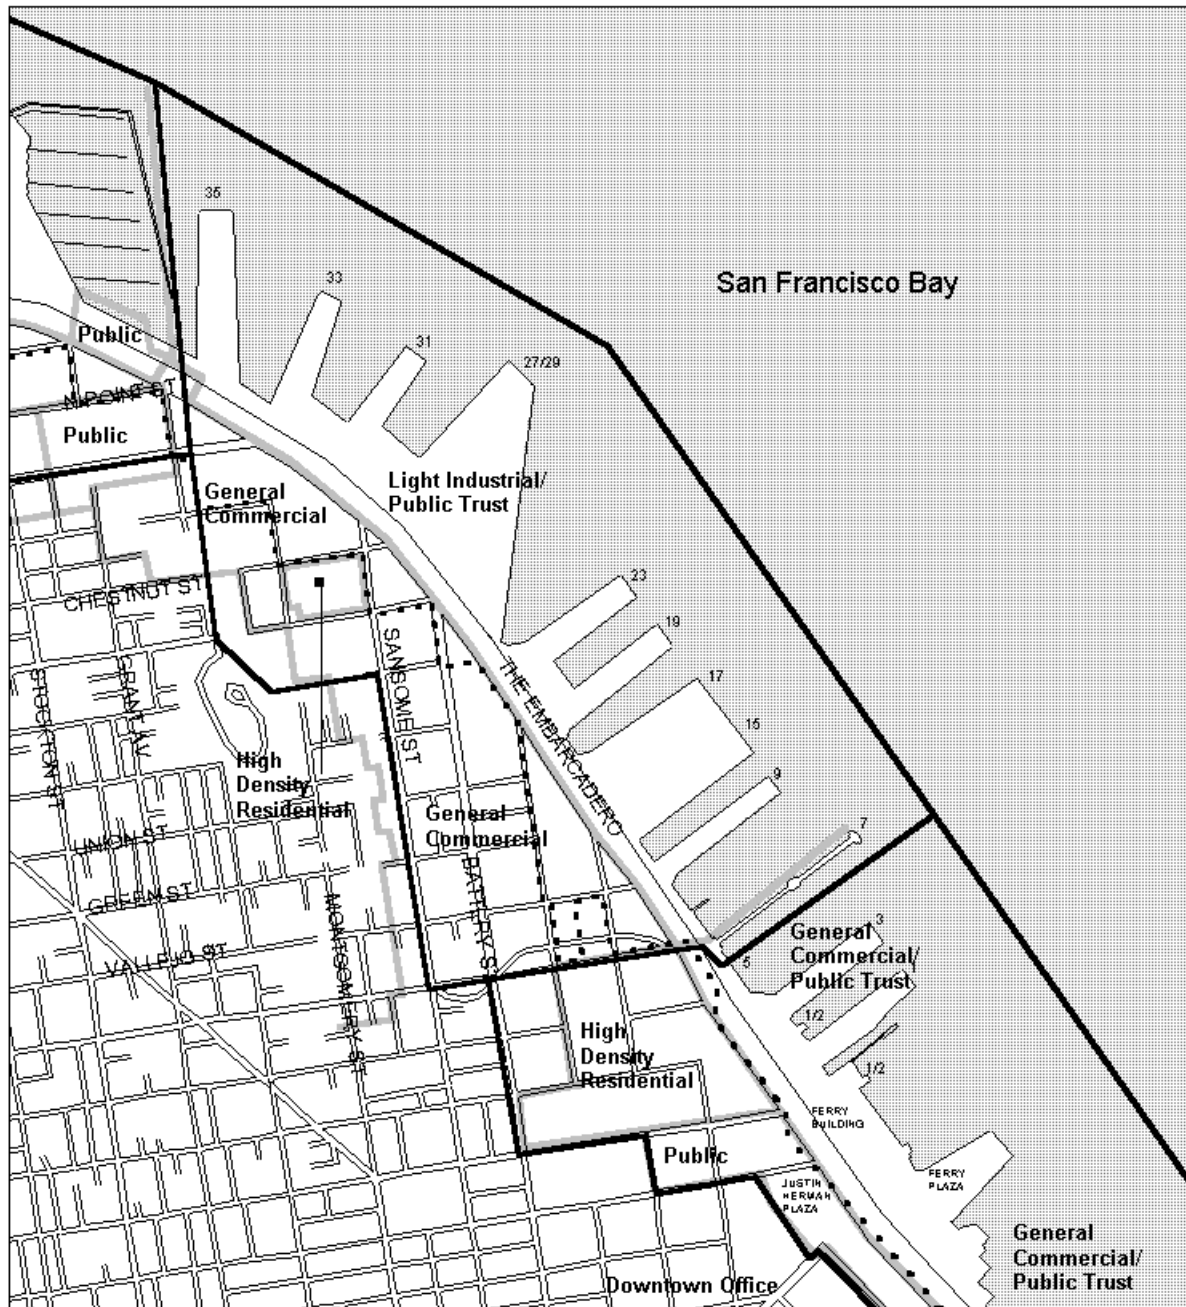 35
33
San Francisco Bay
31
27/29
Public
N. POINT ST
Public
General
Commercial
Light Industrial/
Public Trust
CHESTNUT ST
23
19
17
15
9
7
SANSOME ST
THE EMBARCADERO
STOCKTON ST
GRANT AV
High
Density
Residential
General
Commercial
UNION ST
GREEN ST
VALLEJO ST
MONTGOMERY ST
BATTERY S
3
General
Commercial/
Public Trust
5
1
1/2
1/2
High
Density
Residential
FERRY
BUILDING
Public
FERRY
PLAZA
JUSTIN
HERMAN
PLAZA
General
Commercial/
Public Trust
Downtown Office